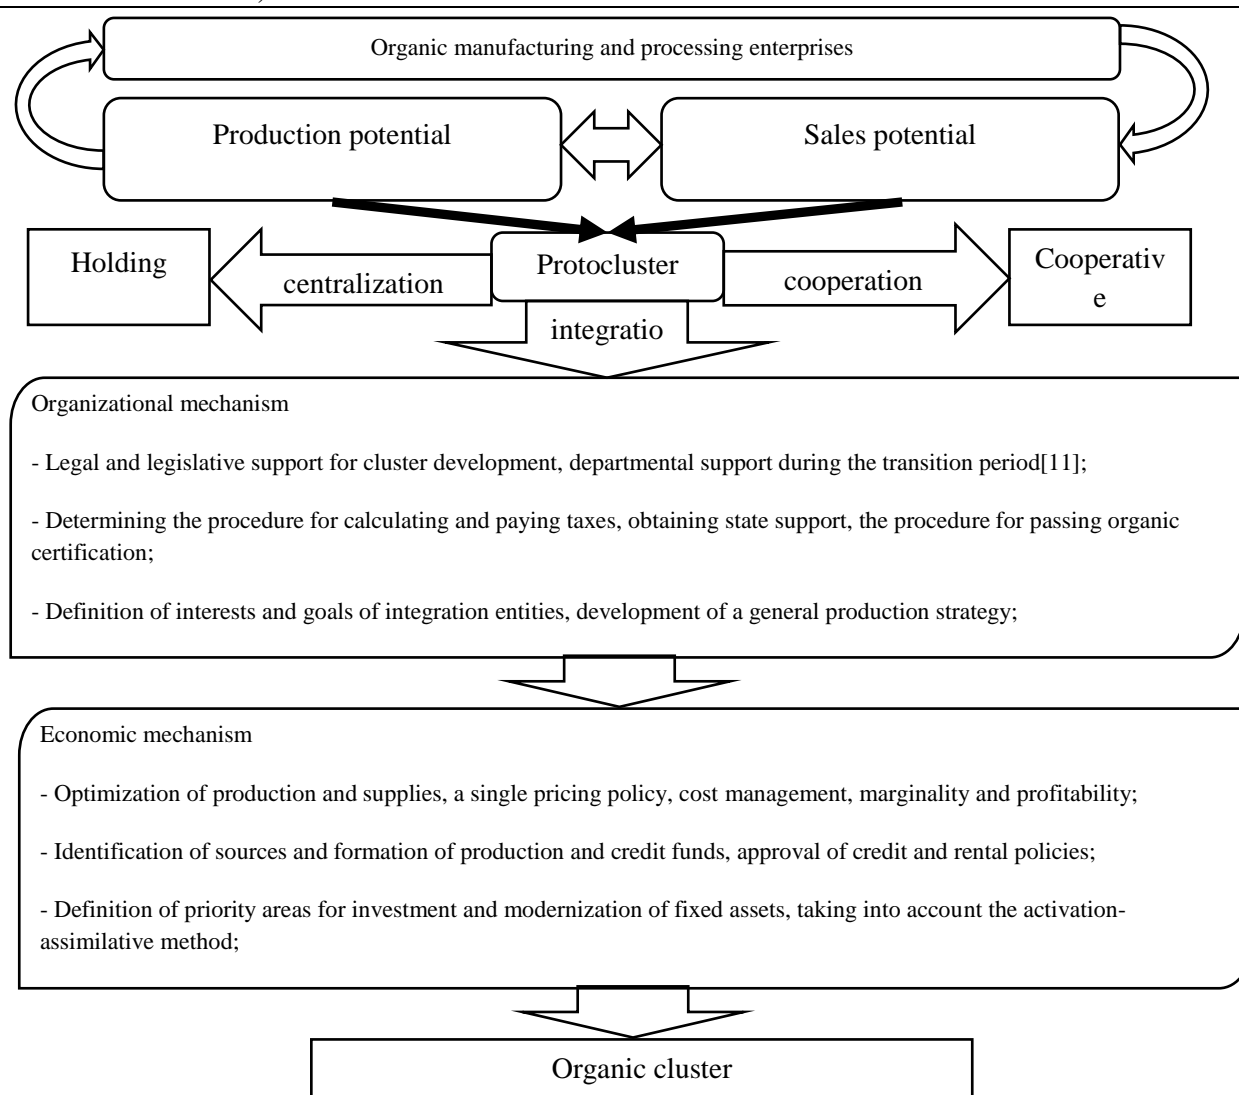 Organic manufacturing and processing enterprises
Production potential
Sales potential
Holding
centralization
Protocluster
cooperation
Cooperativ
e
integratio
Organizational mechanism
- Legal and legislative support for cluster development, departmental support during the transition period[11];
- Determining the procedure for calculating and paying taxes, obtaining state support, the procedure for passing organic
certification;
- Definition of interests and goals of integration entities, development of a general production strategy;
Economic mechanism
- Optimization of production and supplies, a single pricing policy, cost management, marginality and profitability;
- Identification of sources and formation of production and credit funds, approval of credit and rental policies;
- Definition of priority areas for investment and modernization of fixed assets, taking into account the activation-
assimilative method;
Organic cluster